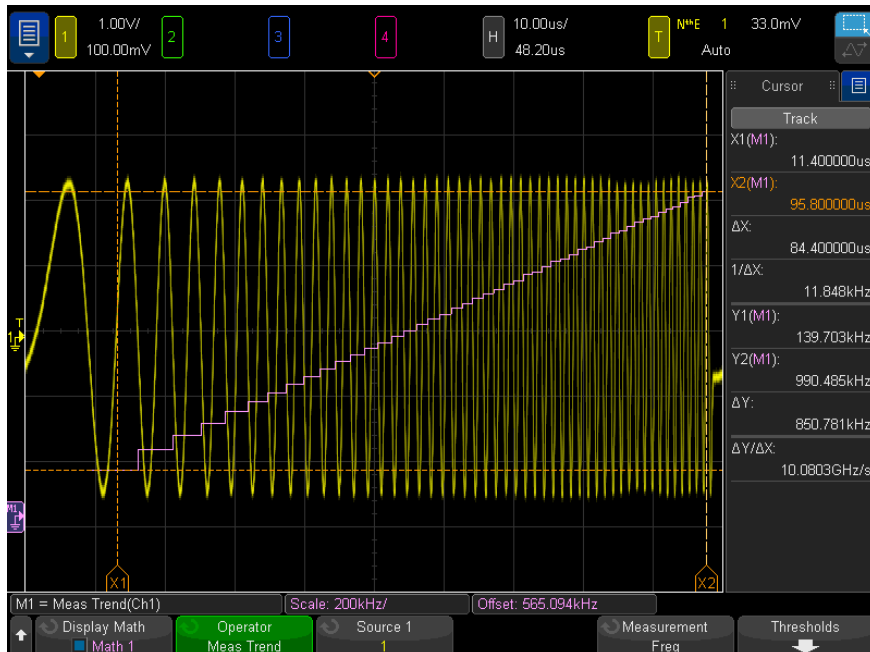 1 1.00V/ 2 3 4 H 10.00us/ T NthE 1 33.0mV
100.00mV 48.20us Auto
Cursor
Track
X1(M1):
11.400000us
X2(M1):
95.800000us
ΔX:
84.400000us
1/ΔX:
11.848kHz
Y1(M1):
139.703kHz
Y2(M1):
990.485kHz
ΔY:
850.781kHz
ΔY/ΔX:
10.0803GHz/s
T
1
M1
X1 X2
M1 = Meas Trend(Ch1) Scale: 200kHz/ Offset: 565.094kHz
Display Math Operator Source 1 Measurement Thresholds
Math 1 Meas Trend 1 Freq